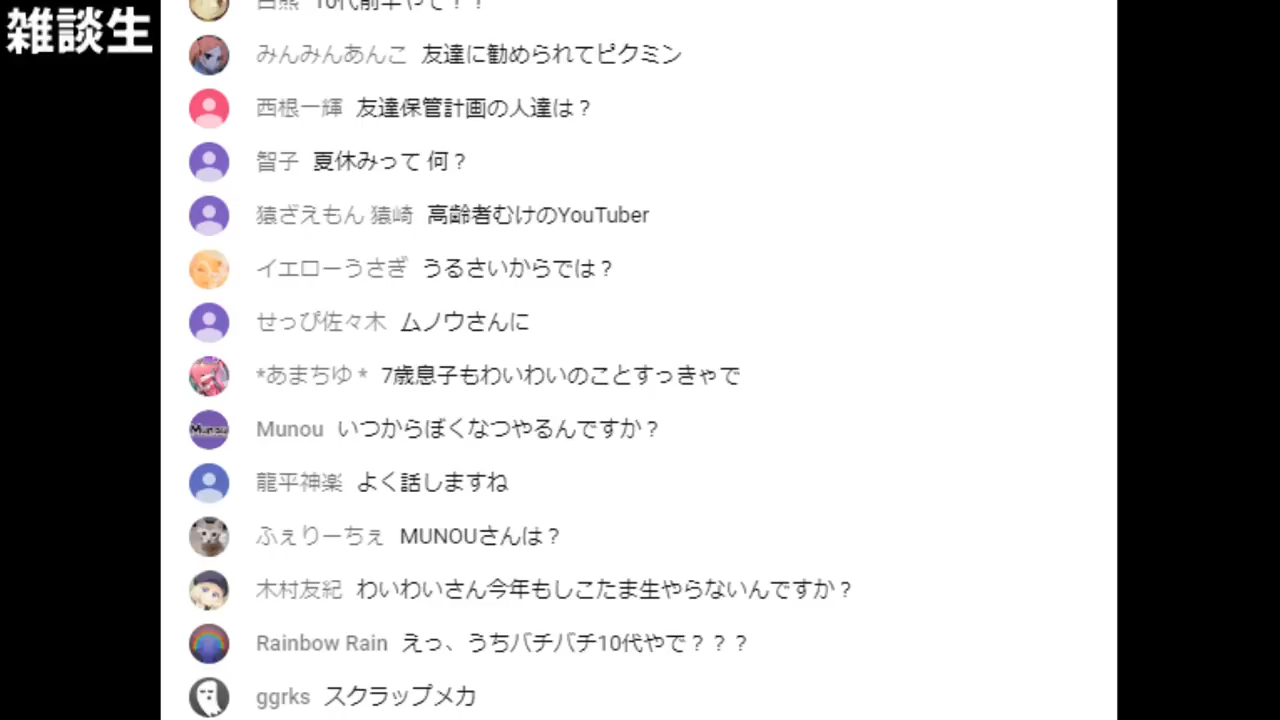 雑談生
白熊 10代前半やで？？
みんみんあんこ 友達に勧められてピクミン
西根一輝 友達保管計画の人達は？
智子 夏休みって 何？
猿ざえもん 猿崎 高齢者むけのYouTuber
イエローうさぎ うるさいからでは？
せっぴ佐々木 ムノウさんに
*あまちゆ * 7歳息子もわいわいのことすっきゃで
Munou
Munou いつからぼくなつやるんですか？
龍平神楽 よく話しますね
ふぇりーちぇ MUNOUさんは？
木村友紀 わいわいさん今年もしこたま生やらないんですか？
Rainbow Rain えっ、うちバチバチ10代やで？？？
ggrks スクラップメカ